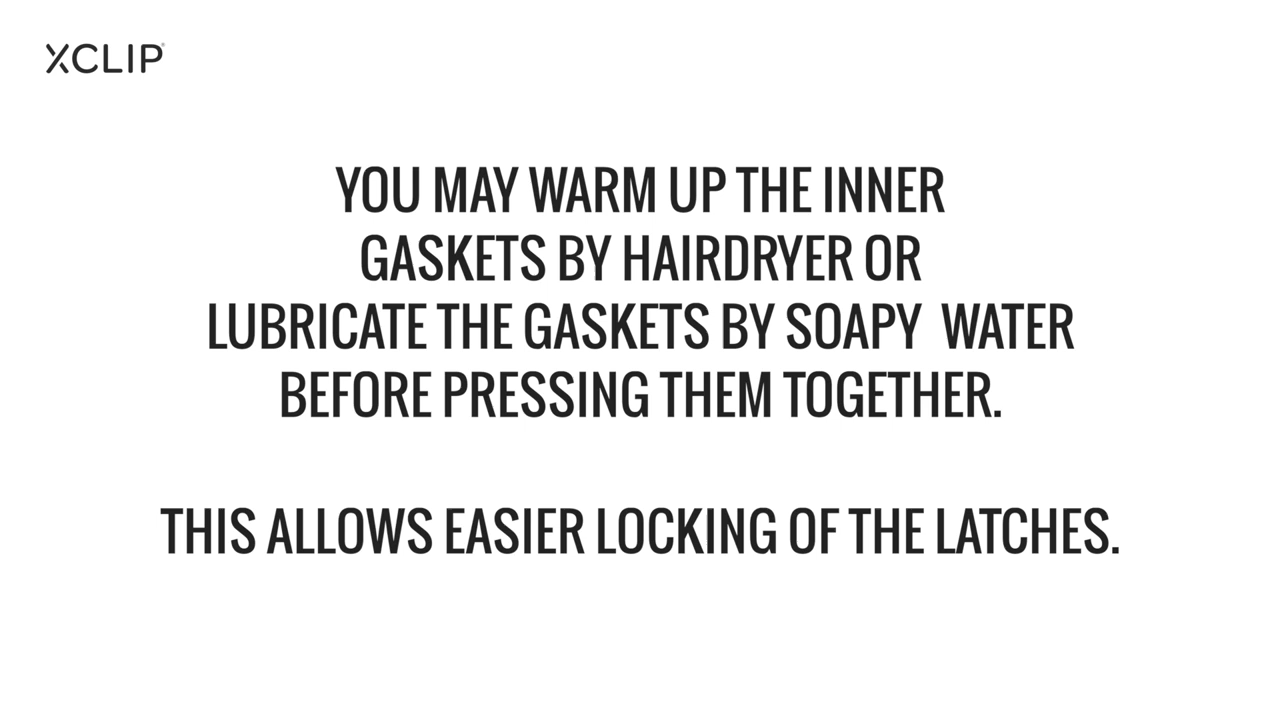 XCLIP®
YOU MAY WARM UP THE INNER
GASKETS BY HAIRDRYER OR
LUBRICATE THE GASKETS BY SOAPY  WATER
BEFORE PRESSING THEM TOGETHER.
THIS ALLOWS EASIER LOCKING OF THE LATCHES.